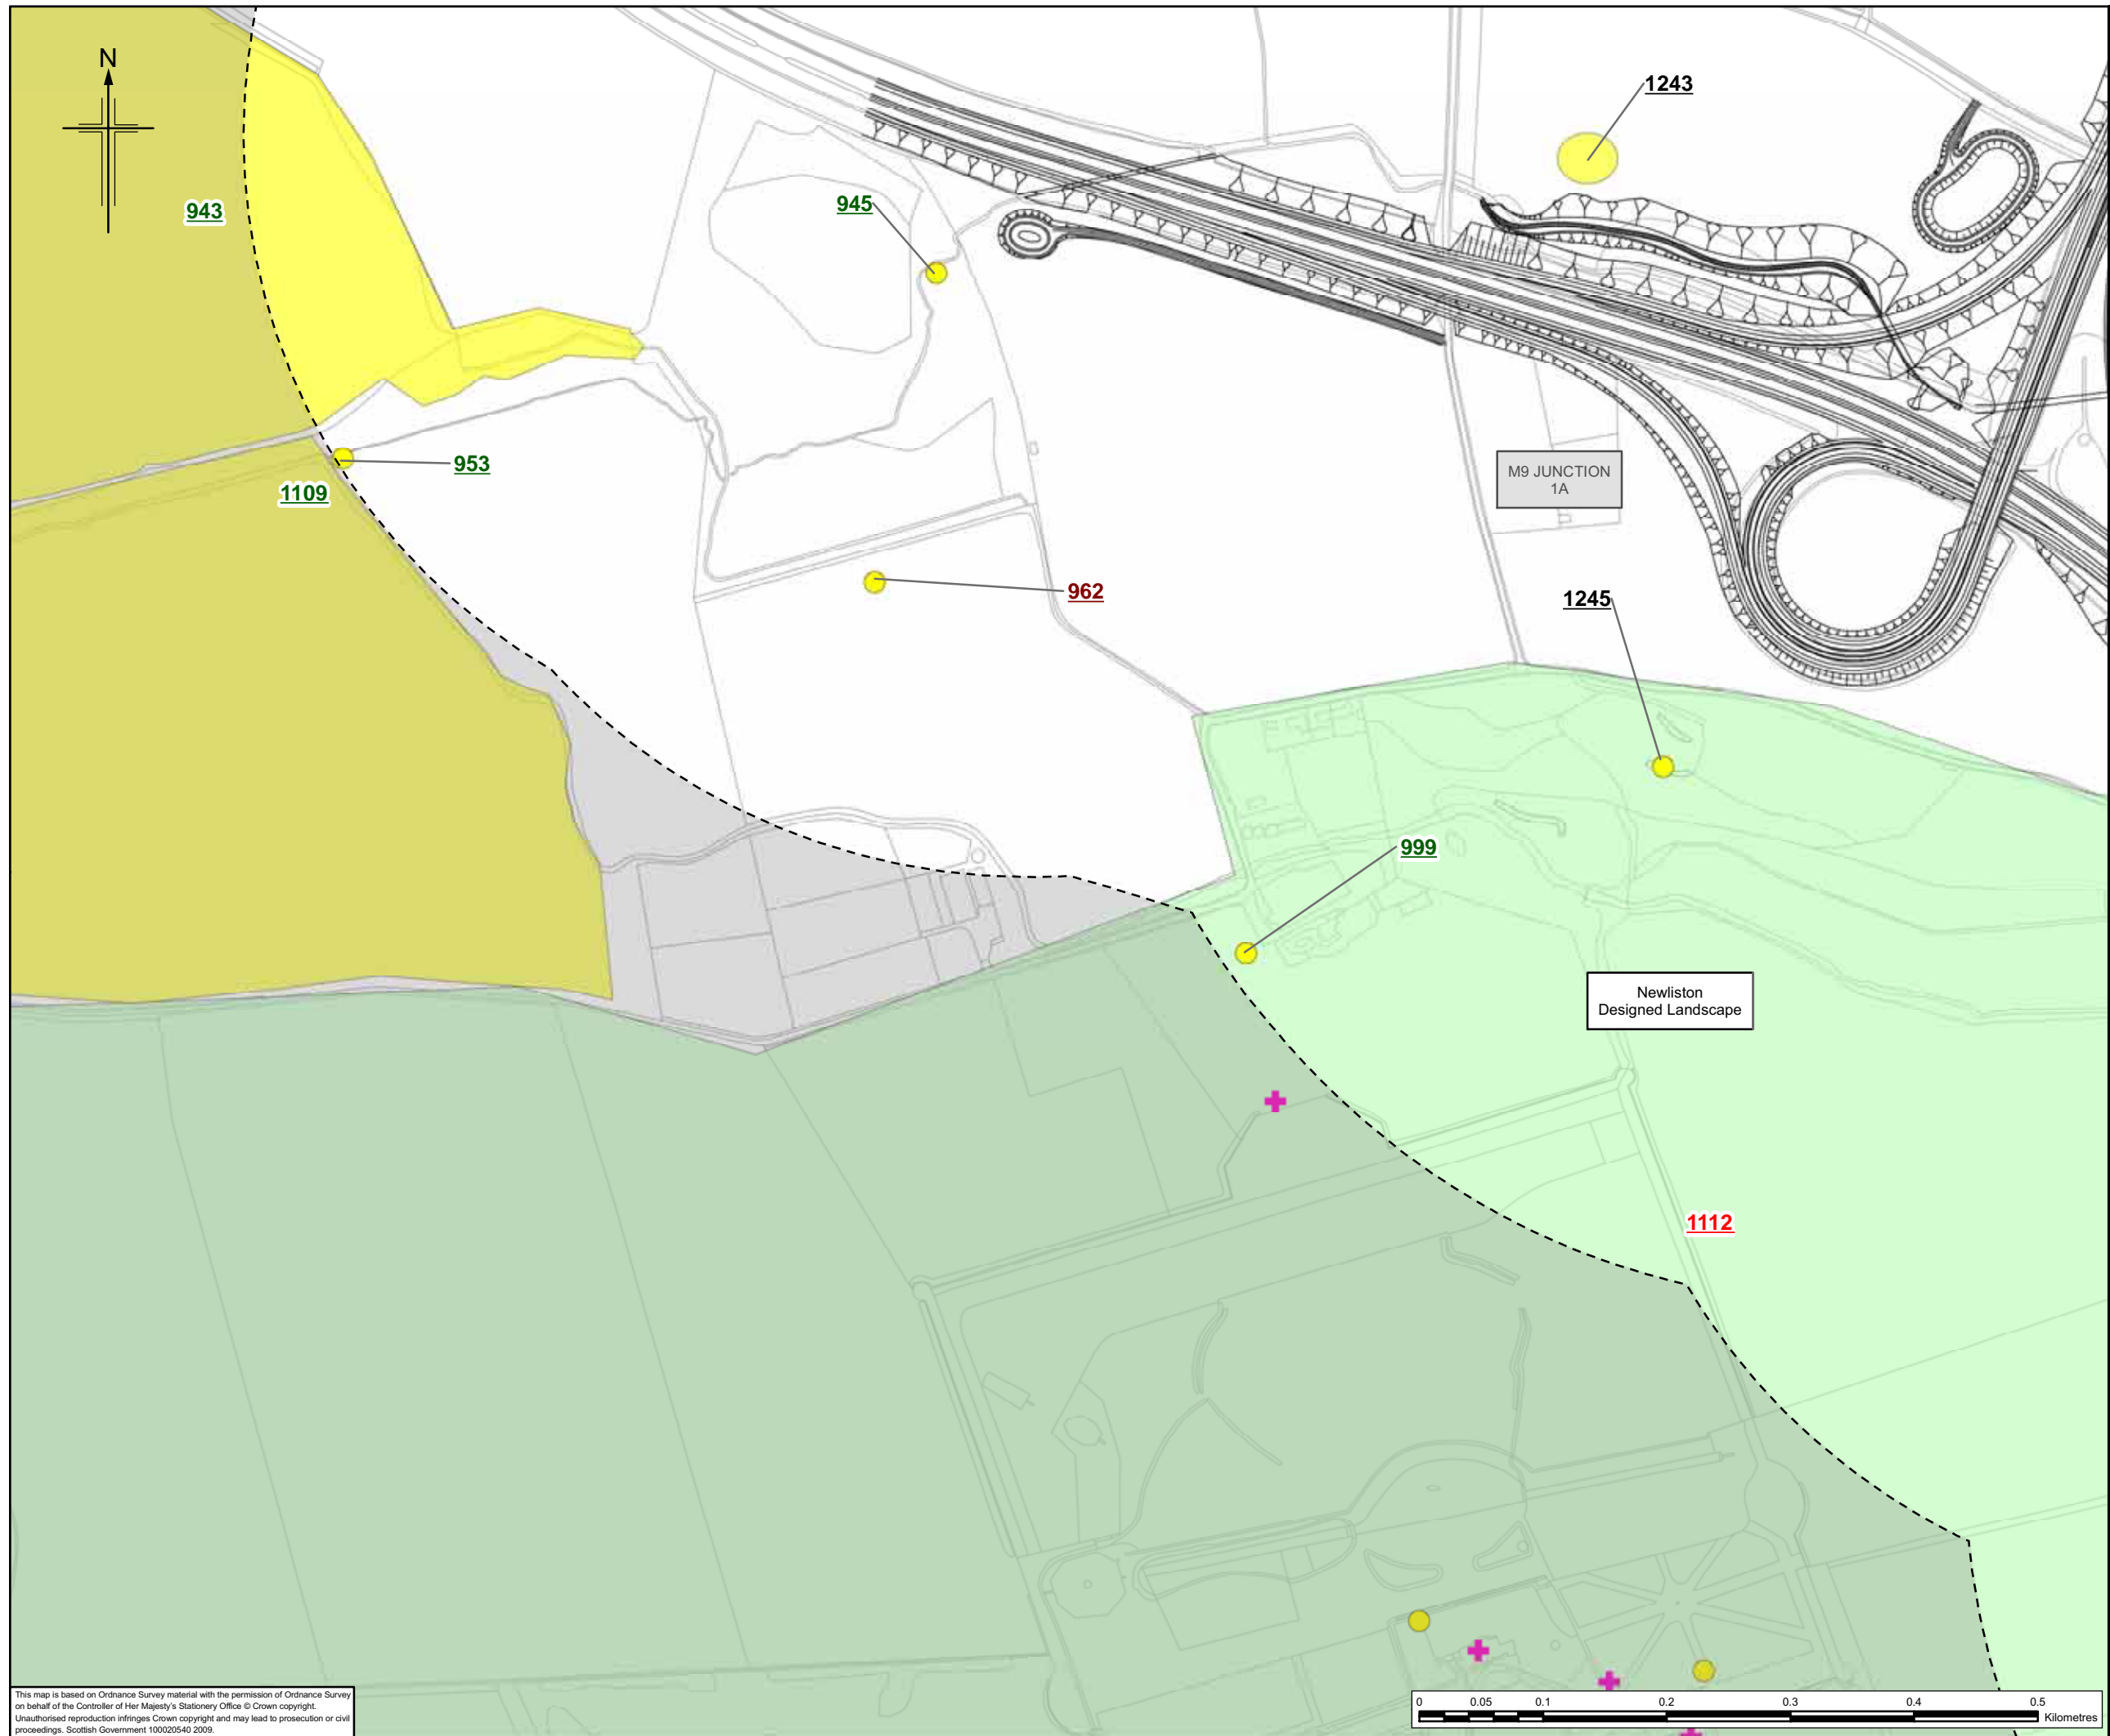 N
1243
943
945
953
1109
M9 JUNCTION
1A
962
1245
999
Newliston
Designed Landscape
1112
This map is based on Ordnance Survey material with the permission of Ordnance Survey
on behalf of the Controller of Her Majesty's Stationery Office © Crown copyright.
Unauthorised reproduction infringes Crown copyright and may lead to prosecution or civil
proceedings. Scottish Government 100020540 2009.
0 0.05 0.1 0.2 0.3 0.4 0.5
Kilometres